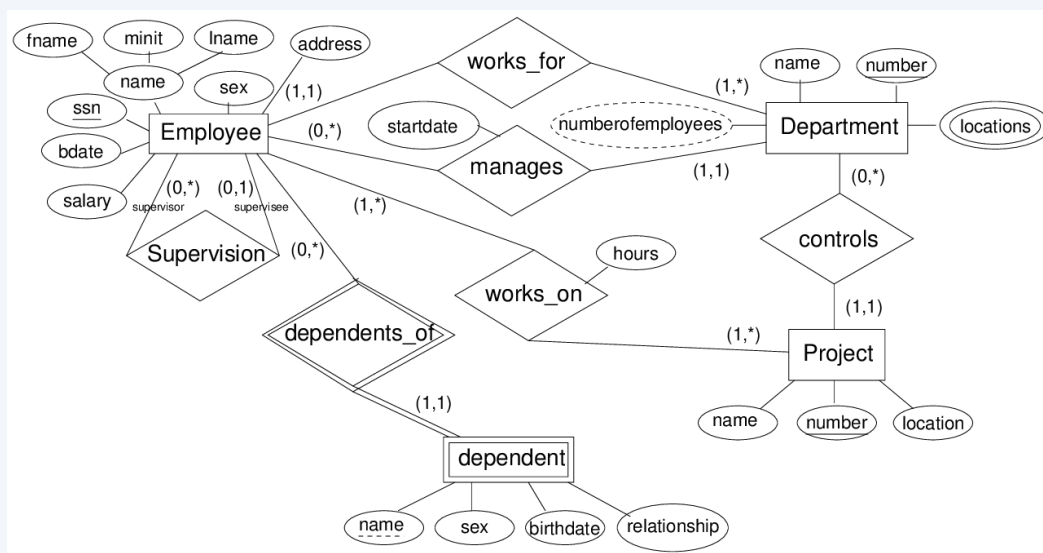 fname
minit
lname
address
name
sex
ssn
bdate
salary
Employee
(1,1)
(0,*)
works_for
(1,*)
startdate
manages
(1,1)
numberofemployees
name
number
Department
locations
(0,*)
supervisor
(0,1)
supervisee
Supervision
(0,*)
(1,*)
hours
works_on
(1,*)
(0,*)
controls
(1,1)
Project
name
number
location
dependents_of
(1,1)
dependent
name
sex
birthdate
relationship